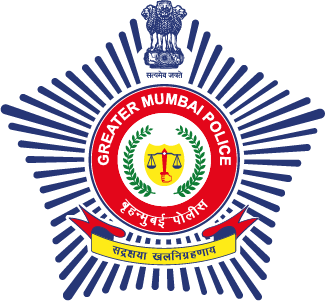 सत्यमेव जयते
GREATER MUMBAI POLICE
बृहन्मुंबई पोलीस
सद्रक्षणाय खलनिग्रहणाय